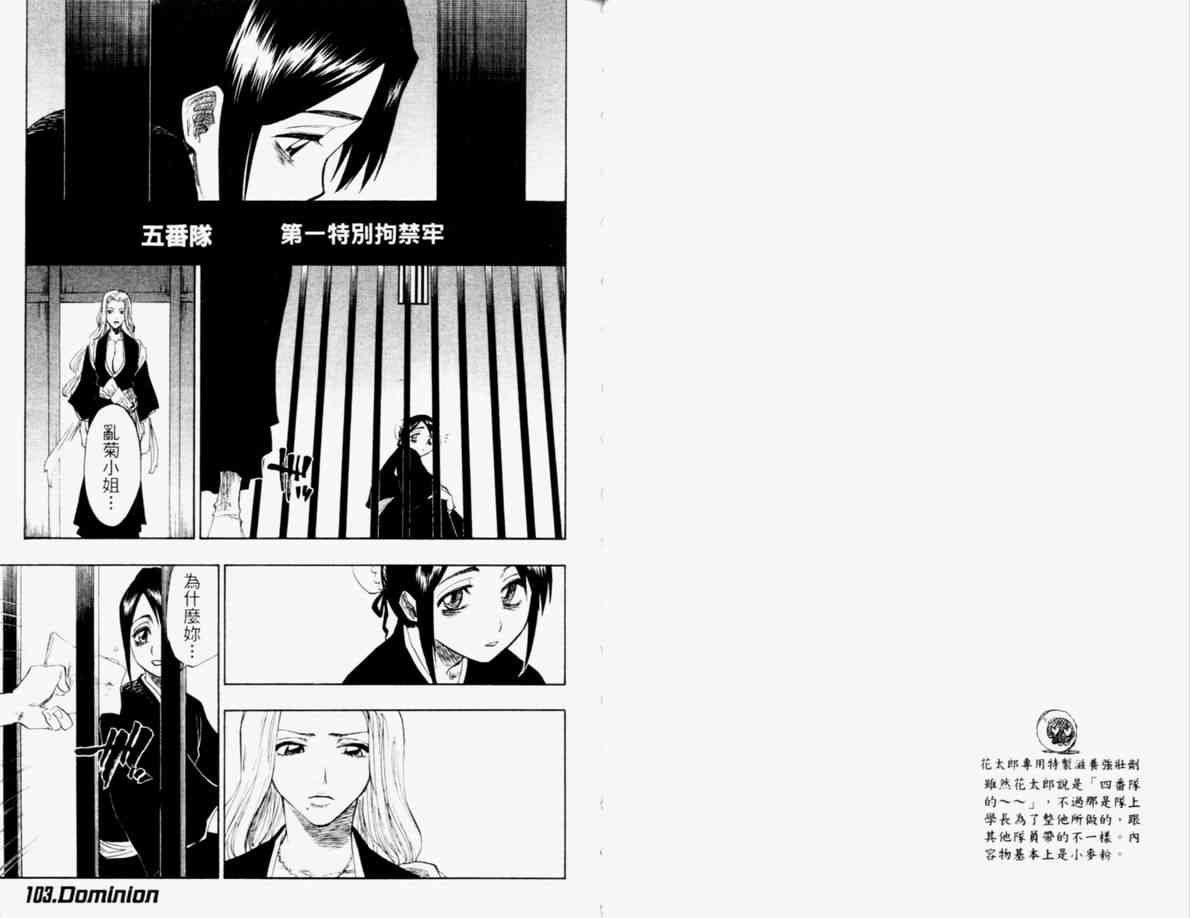 花太郎專用特製滋養強壯劑
雖然花太郎說是「四番隊
的～～」，不過那是隊上
學長為了整他所做的，跟
其他隊員帶的不一樣。內
容物基本上是小麥粉。
第一特別拘禁牢
五番隊
亂菊小姐…
為什麼妳…
103.Dominion